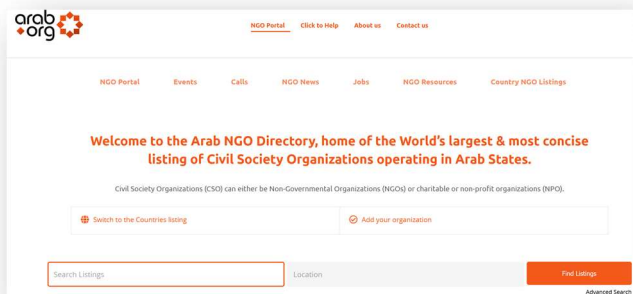 arab
org
NGO Portal Click to Help About us Contact us
NGO Portal Events Calls NGO News Jobs NGO Resources Country NGO Listings
Welcome to the Arab NGO Directory, home of the World's largest & most concise
listing of Civil Society Organizations operating in Arab States.
Civil Society Organizations (CSO) can either be Non-Governmental Organizations (NGOs) or charitable or non-profit organizations (NPO).
Switch to the Countries listing Add your organization
Search Listings Location Find Listings
Advanced Search